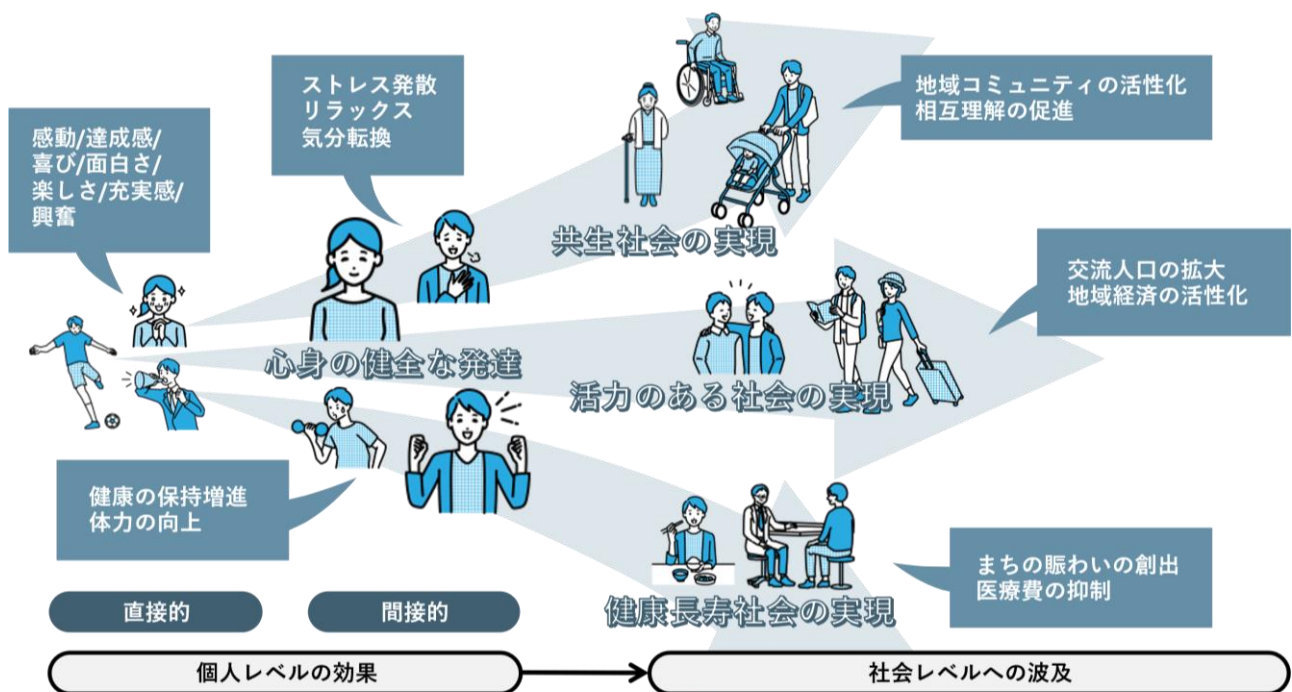 感動/達成感/
喜び/面白さ/
楽しさ/充実感/
興奮
ストレス発散
リラックス
気分転換
心身の健全な発達
健康の保持増進
体力の向上
直接的
間接的
個人レベルの効果
地域コミュニティの活性化
相互理解の促進
共生社会の実現
交流人口の拡大
地域経済の活性化
活力のある社会の実現
まちの賑わいの創出
医療費の抑制
健康長寿社会の実現
社会レベルへの波及